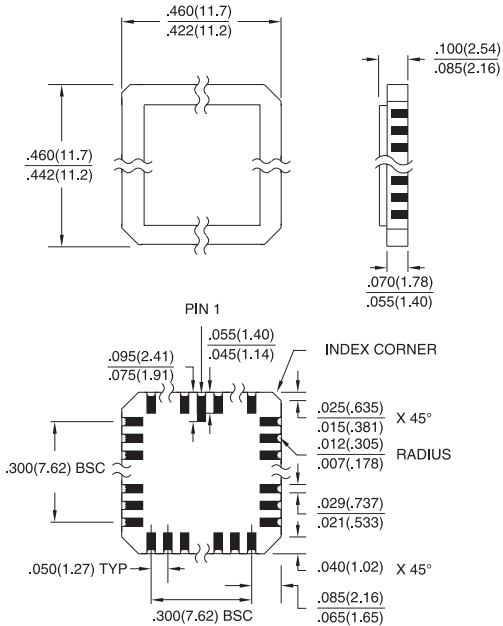 .460(11.7)
.422(11.2)
.100(2.54)
.085(2.16)
.460(11.7)
.442(11.2)
.070(1.78)
.055(1.40)
PIN 1
.055(1.40)
.045(1.14)
INDEX CORNER
.095(2.41)
.075(1.91)
.025(.635)
.015(.381)
X 45°
.012(.305)
.007(.178)
RADIUS
.300(7.62) BSC
.029(.737)
.021(.533)
.050(1.27) TYP
.040(1.02) X 45°
.085(2.16)
.065(1.65)
.300(7.62) BSC